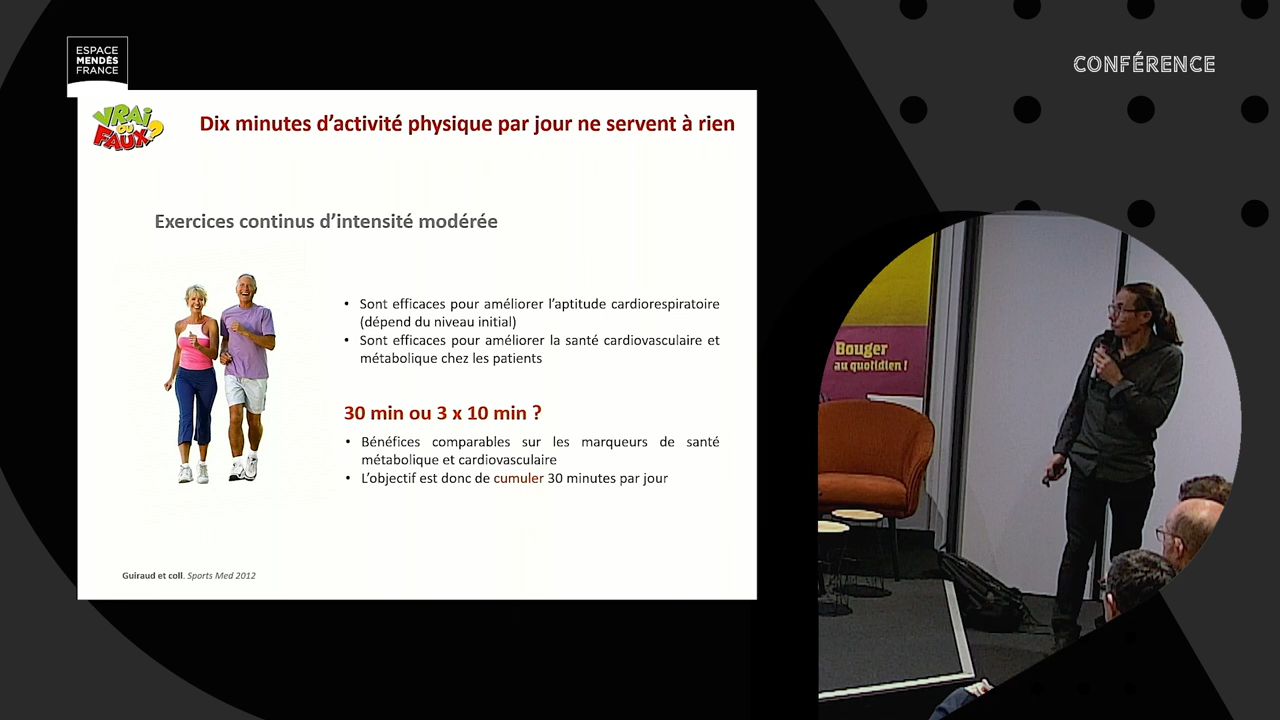 ESPACE
MENDÈS
FRANCE
CONFÉRENCE
VRAI
OU
FAUX?
Dix minutes d’activité physique par jour ne servent à rien
Exercices continus d’intensité modérée
• Sont efficaces pour améliorer l’aptitude cardiorespiratoire
(dépend du niveau initial)
• Sont efficaces pour améliorer la santé cardiovasculaire et
métabolique chez les patients
30 min ou 3 x 10 min ?
• Bénéfices comparables sur les marqueurs de santé
métabolique et cardiovasculaire
• L’objectif est donc de cumuler 30 minutes par jour
Guiraud et coll. Sports Med 2012
Bouger
au quotidien !